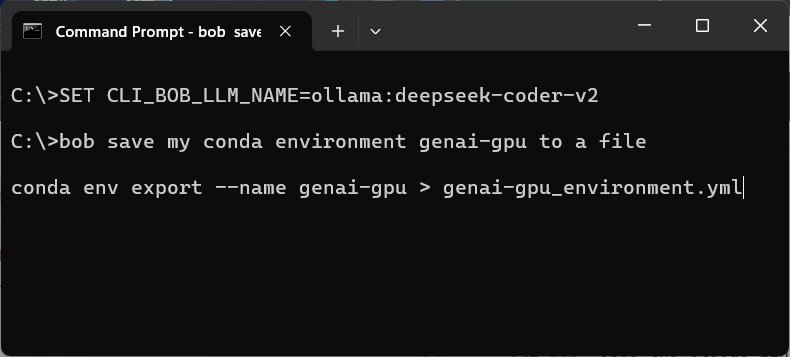 Command Prompt - bob save
C:\>SET CLI_BOB_LLM_NAME=ollama:deepseek-coder-v2
C:\>bob save my conda environment genai-gpu to a file
conda env export --name genai-gpu > genai-gpu_environment.yml